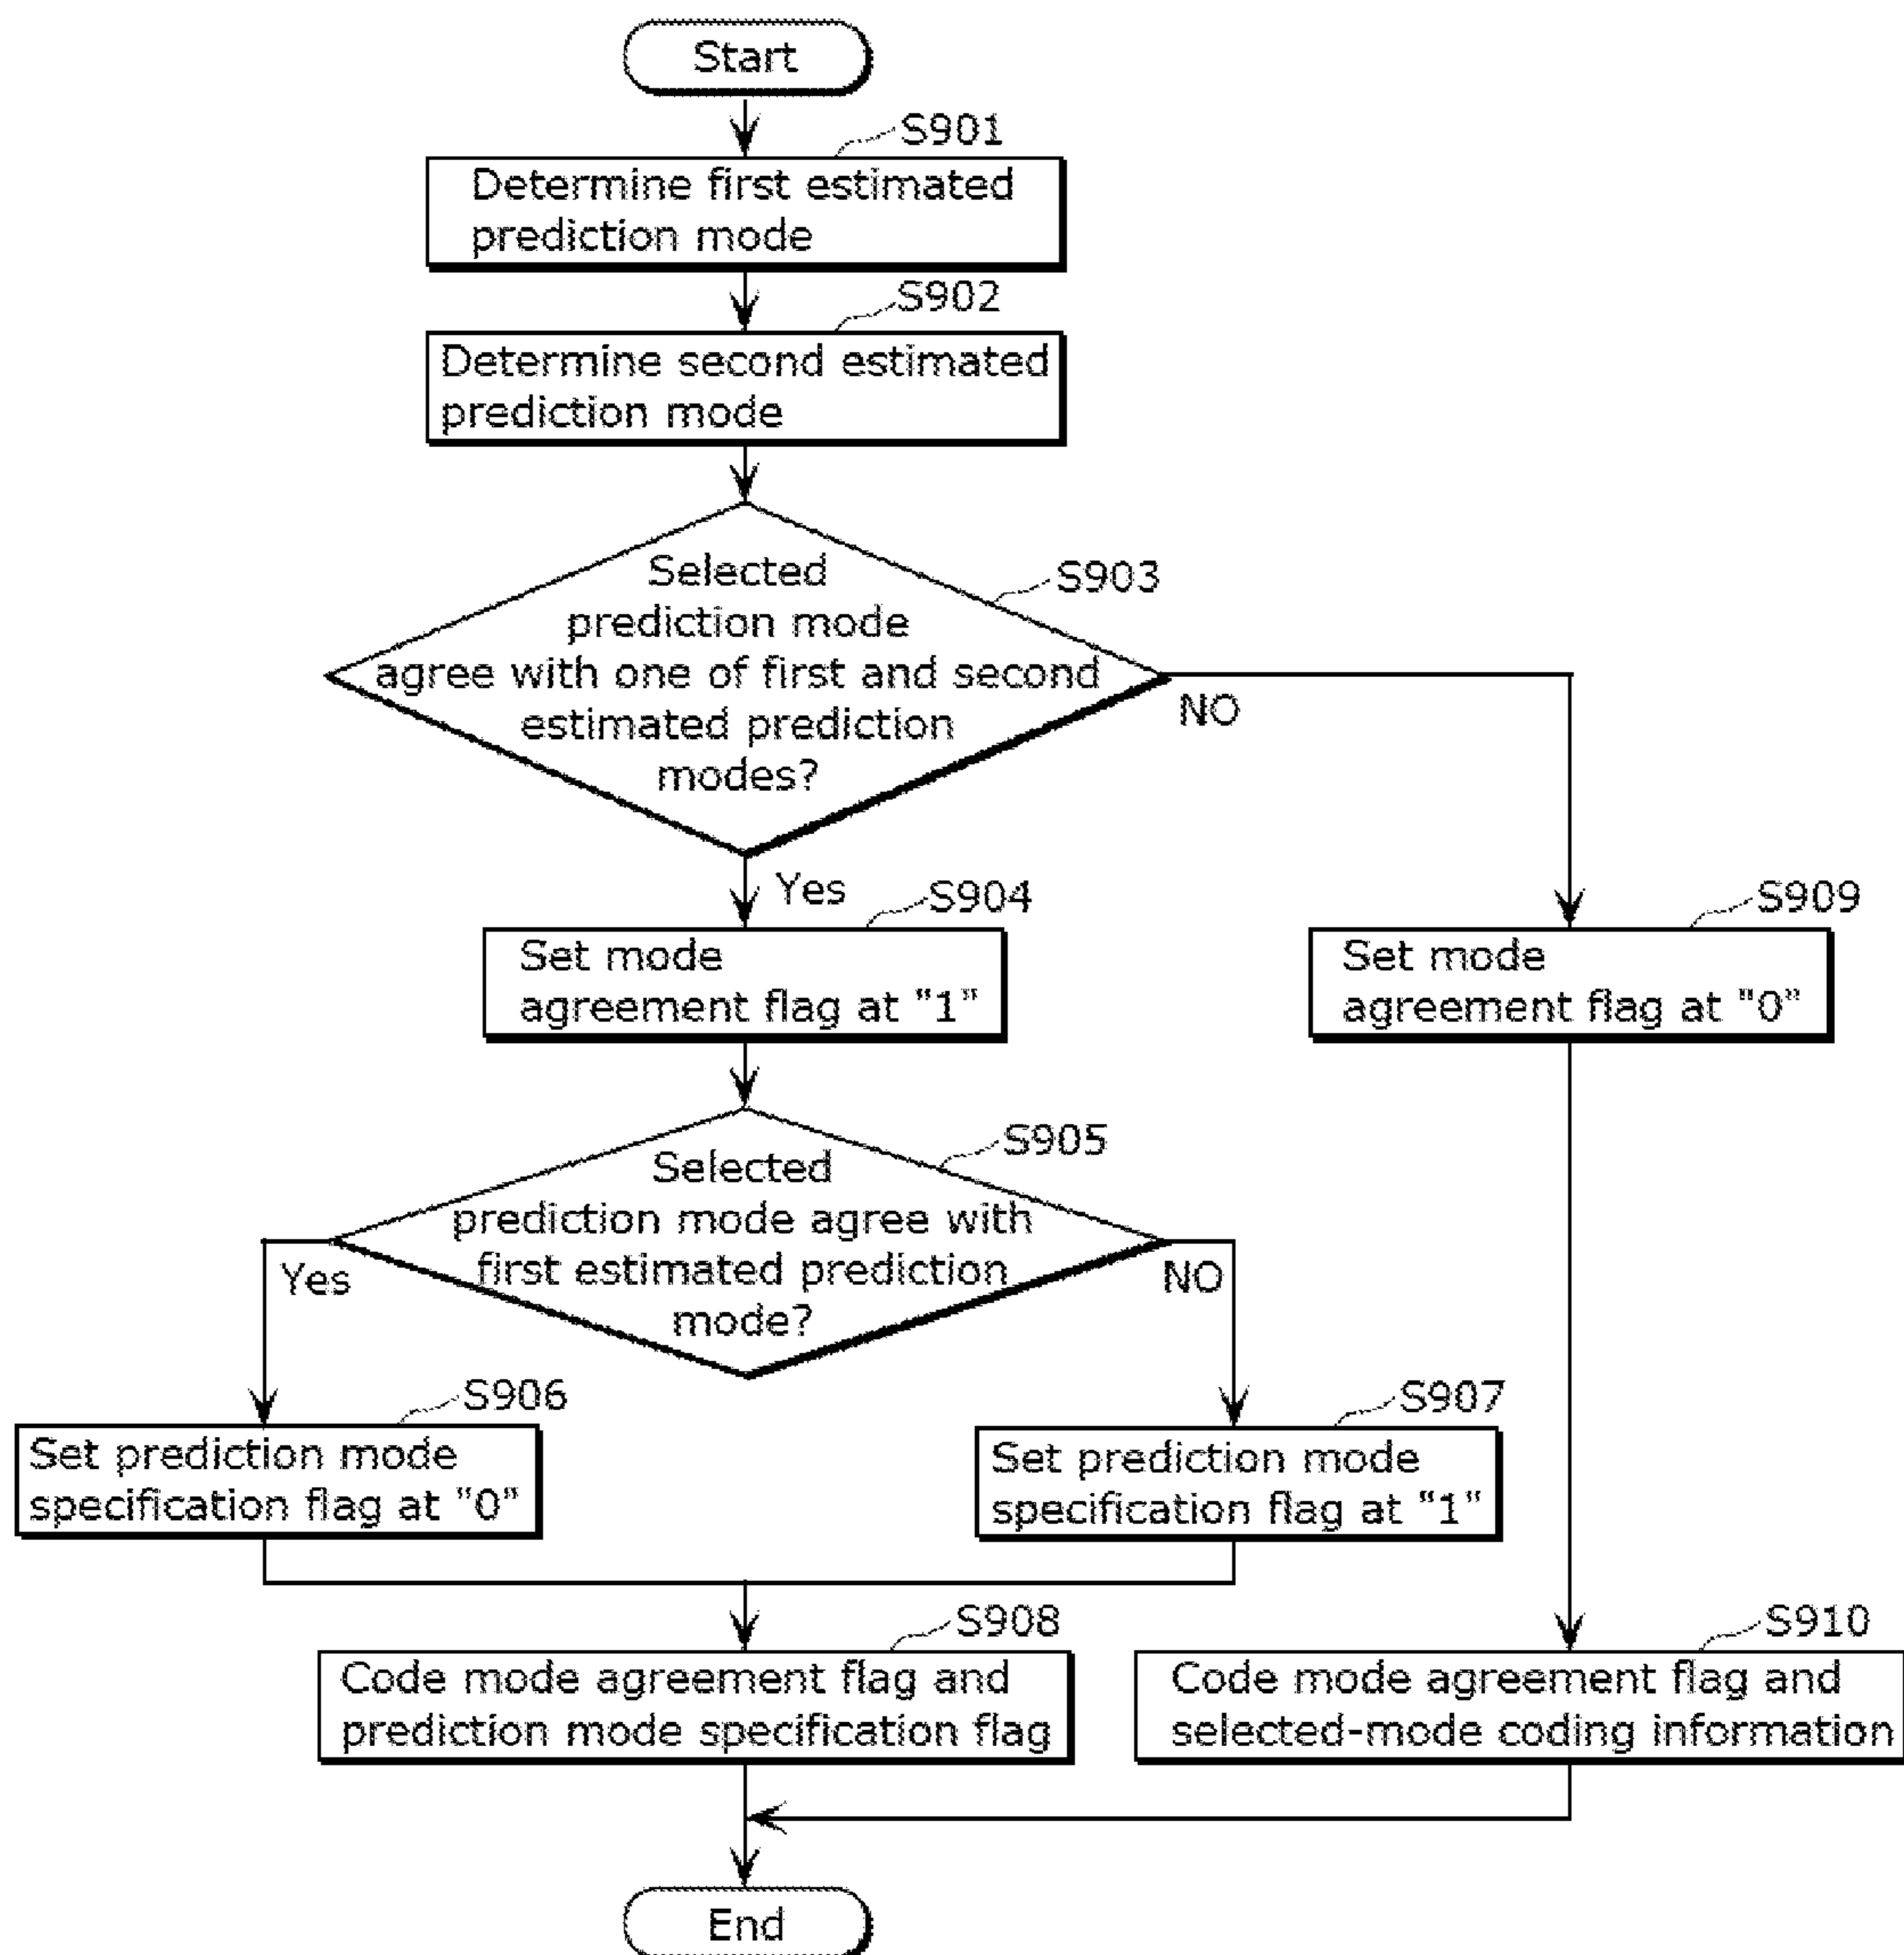 Start
S901
Determine first estimated
prediction mode
S902
Determine second estimated
prediction mode
S903
Selected
prediction mode
agree with one of first and second
estimated prediction
modes?
NO
Yes
S904
Set mode
agreement flag at "1"
S909
Set mode
agreement flag at "0"
S905
Selected
prediction mode agree with
first estimated prediction
mode?
Yes
NO
S906
Set prediction mode
specification flag at "0"
S907
Set prediction mode
specification flag at "1"
S908
Code mode agreement flag and
prediction mode specification flag
S910
Code mode agreement flag and
selected-mode coding information
End